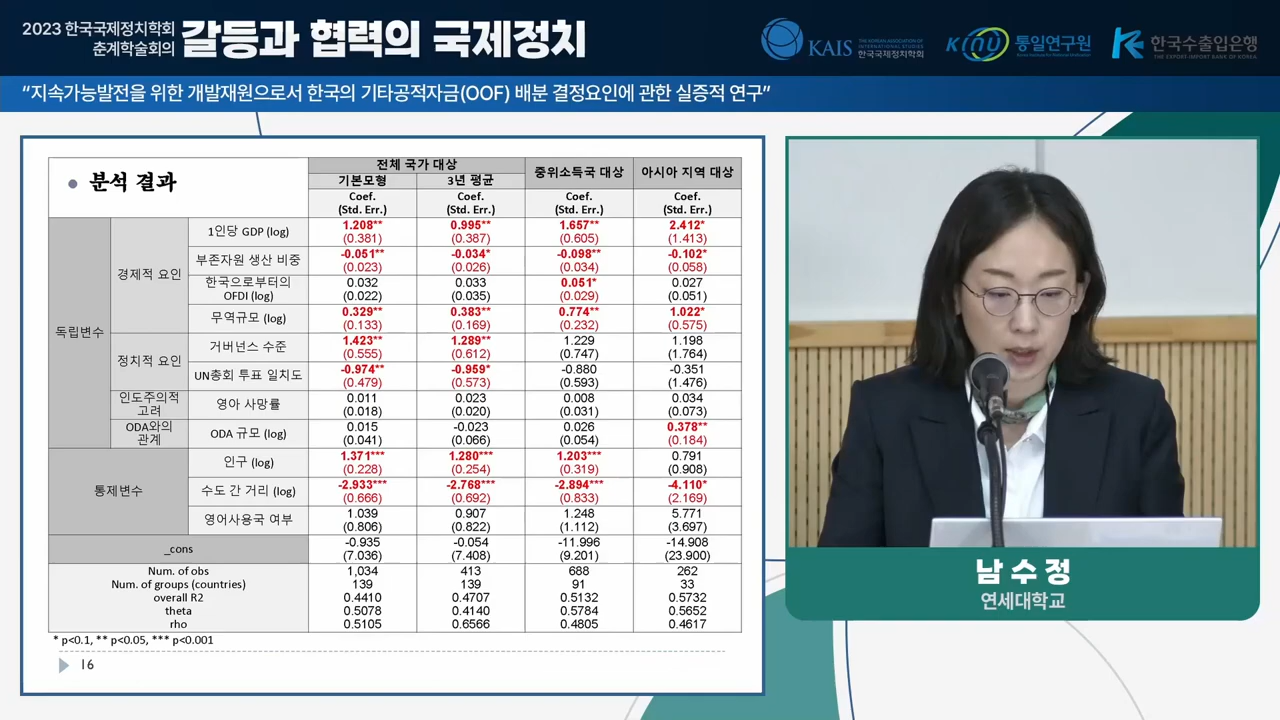 2023 한국국제정치학회
춘계학술회의
갈등과 협력의 국제정치
KAIS THE KOREAN ASSOCIATION OF
INTERNATIONAL STUDIES
한국국제정치학회
KINU 통일연구원
한국수출입은행
THE EXPORT-IMPORT BANK OF KOREA
“지속가능발전을 위한 개발재원으로서 한국의 기타공적자금(OOF) 배분 결정요인에 관한 실증적 연구”
분석 결과
전체 국가 대상 중위소득국 대상 아시아 지역 대상
기본모형 3년 평균
Coef. Coef. Coef. Coef.
(Std. Err.) (Std. Err.) (Std. Err.) (Std. Err.)
독립변수
경제적 요인
1인당 GDP (log) 1.208** 0.995** 1.657** 2.412*
(0.381) (0.387) (0.605) (1.413)
부존자원 생산 비중 -0.051** -0.034* -0.098** -0.102*
(0.023) (0.026) (0.034) (0.058)
한국으로부터의
OFDI (log)
0.032 0.033 0.051* 0.027
(0.022) (0.035) (0.029) (0.051)
무역규모 (log) 0.329** 0.383** 0.774** 1.022*
(0.133) (0.169) (0.232) (0.575)
정치적 요인
거버넌스 수준 1.423** 1.289** 1.229 1.198
(0.555) (0.612) (0.747) (1.764)
UN총회 투표 일치도 -0.974** -0.959* -0.880 -0.351
(0.479) (0.573) (0.593) (1.476)
인도주의적
고려
영아 사망률 0.011 0.023 0.008 0.034
(0.018) (0.020) (0.031) (0.073)
ODA와의
관계
ODA 규모 (log) 0.015 -0.023 0.026 0.378**
(0.041) (0.066) (0.054) (0.184)
통제변수
인구 (log) 1.371*** 1.280*** 1.203*** 0.791
(0.228) (0.254) (0.319) (0.908)
수도 간 거리 (log) -2.933*** -2.768*** -2.894*** -4.110*
(0.666) (0.692) (0.833) (2.169)
영어사용국 여부 1.039 0.907 1.248 5.771
(0.806) (0.822) (1.112) (3.697)
_cons -0.935 -0.054 -11.996 -14.908
(7.036) (7.408) (9.201) (23.900)
Num. of obs 1,034 413 688 262
Num. of groups (countries) 139 139 91 33
overall R2 0.4410 0.4707 0.5132 0.5732
theta 0.5078 0.4140 0.5784 0.5652
rho 0.5105 0.6566 0.4805 0.4617
* p<0.1, ** p<0.05, *** p<0.001
16
남수정
연세대학교